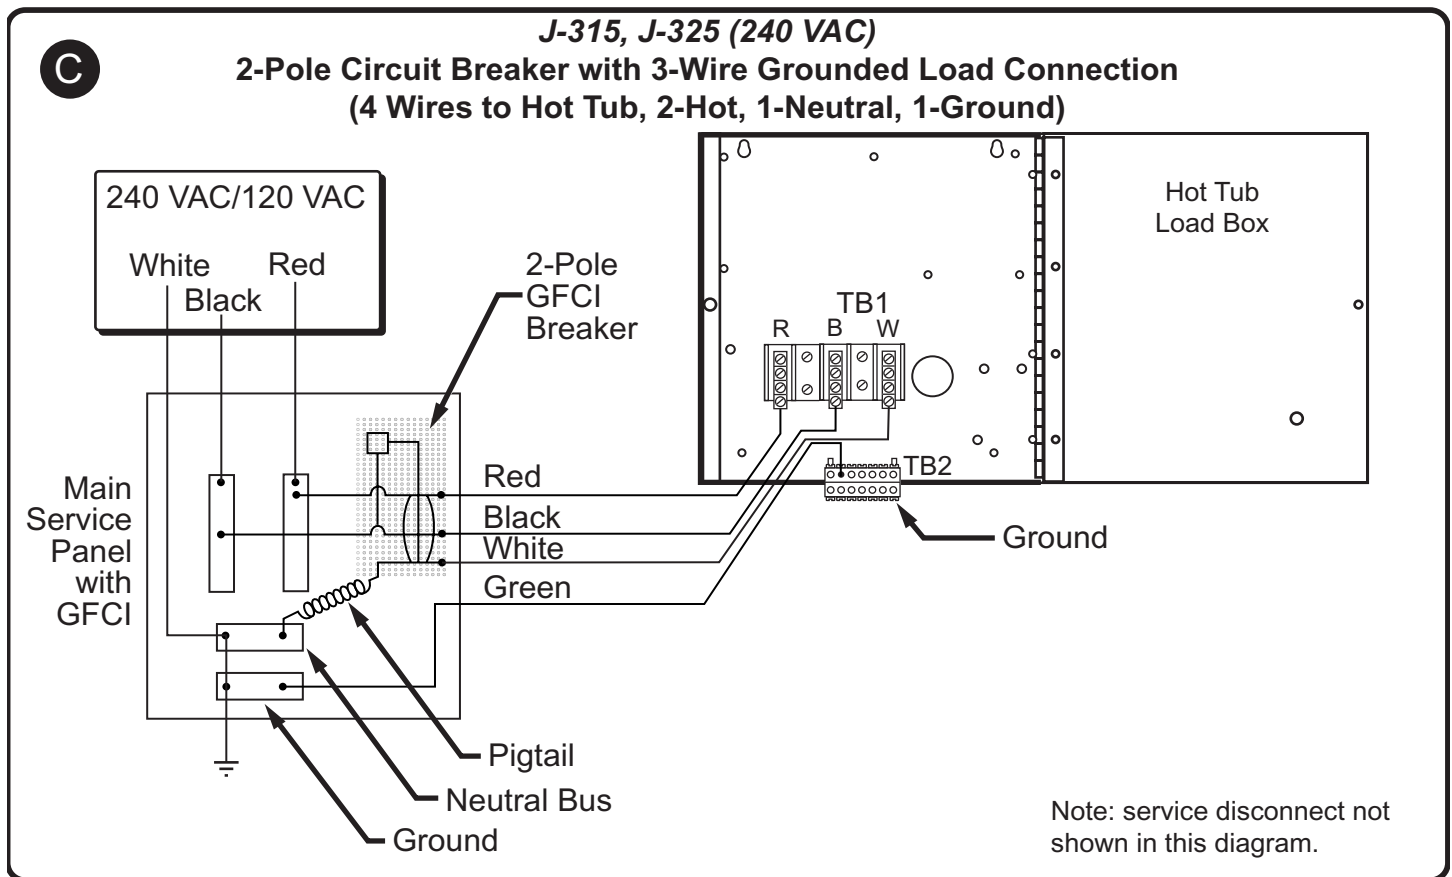 C
J-315, J-325 (240 VAC)
2-Pole Circuit Breaker with 3-Wire Grounded Load Connection
(4 Wires to Hot Tub, 2-Hot, 1-Neutral, 1-Ground)
240 VAC/120 VAC
White
Red
Black
2-Pole
GFCI
Breaker
Hot Tub
Load Box
TB1
R
B
W
TB2
Ground
Main
Service
Panel
with
GFCI
Red
Black
White
Green
Pigtail
Neutral Bus
Ground
Note: service disconnect not
shown in this diagram.